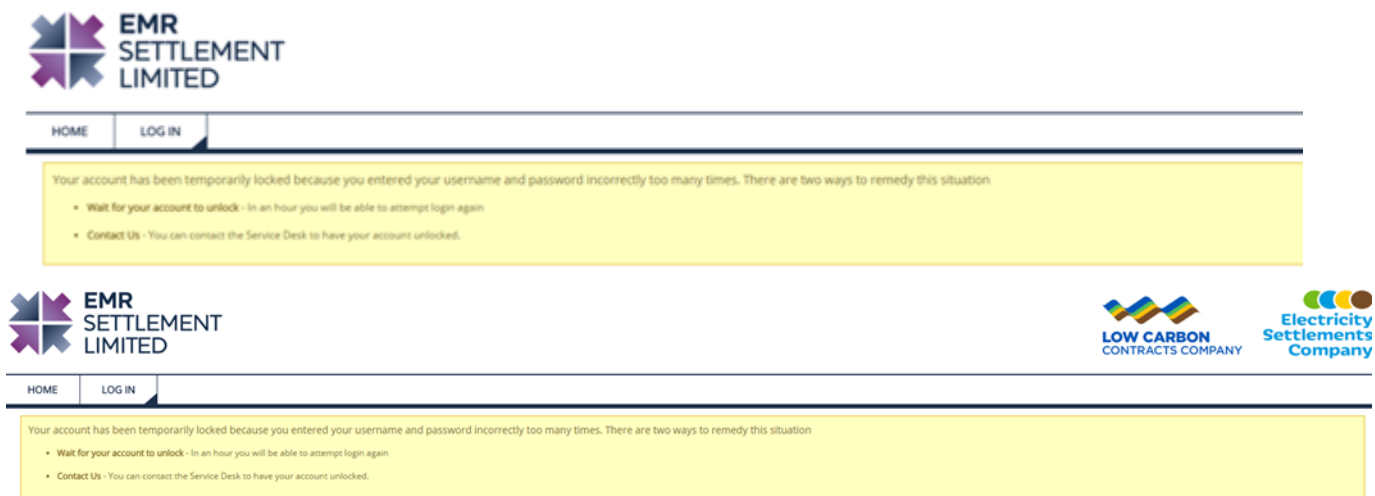 EMR
SETTLEMENT
LIMITED
HOME LOG IN
Your account has been temporarily locked because you entered your username and password incorrectly too many times. There are two ways to remedy this situation
• Wait for your account to unlock - In an hour you will be able to attempt login again
• Contact Us - You can contact the Service Desk to have your account unlocked.
EMR
SETTLEMENT
LIMITED
LOW CARBON
CONTRACTS COMPANY
Electricity
Settlements
Company
HOME LOG IN
Your account has been temporarily locked because you entered your username and password incorrectly too many times. There are two ways to remedy this situation
• Wait for your account to unlock - In an hour you will be able to attempt login again
• Contact Us - You can contact the Service Desk to have your account unlocked.